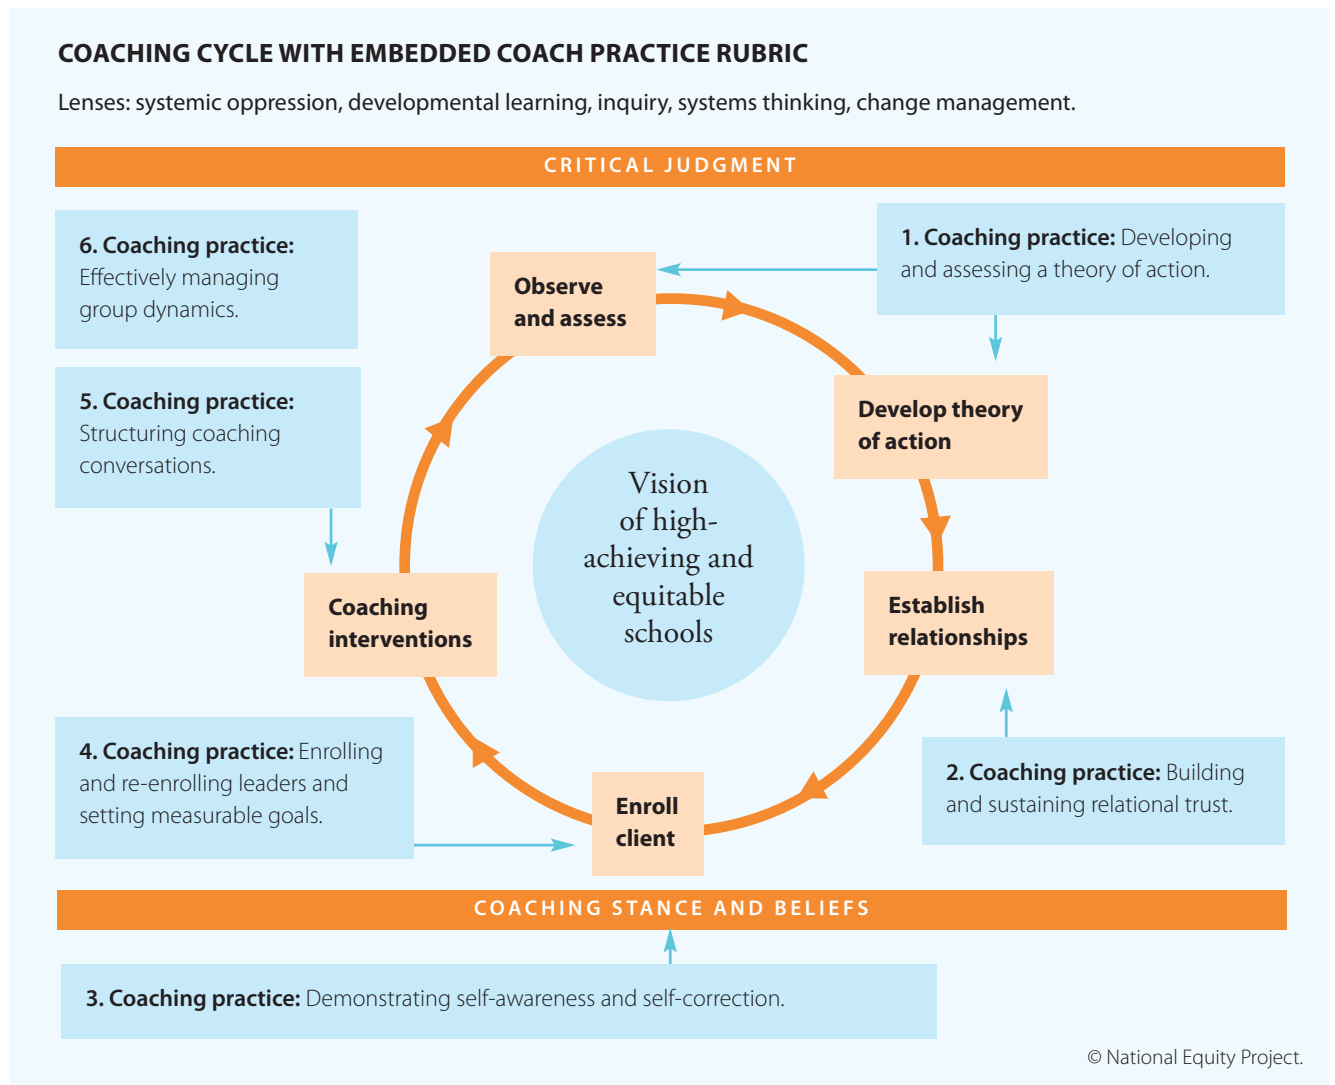 COACHING CYCLE WITH EMBEDDED COACH PRACTICE RUBRIC
Lenses: systemic oppression, developmental learning, inquiry, systems thinking, change management.
CRITICAL JUDGMENT
6. Coaching practice:
Effectively managing
group dynamics.
1. Coaching practice: Developing
and assessing a theory of action.
Observe
and assess
5. Coaching practice:
Structuring coaching
conversations.
Develop theory
of action
Vision
of high-
achieving and
equitable
schools
Coaching
interventions
Establish
relationships
4. Coaching practice: Enrolling
and re-enrolling leaders and
setting measurable goals.
Enroll
client
2. Coaching practice: Building
and sustaining relational trust.
COACHING STANCE AND BELIEFS
3. Coaching practice: Demonstrating self-awareness and self-correction.
© National Equity Project.